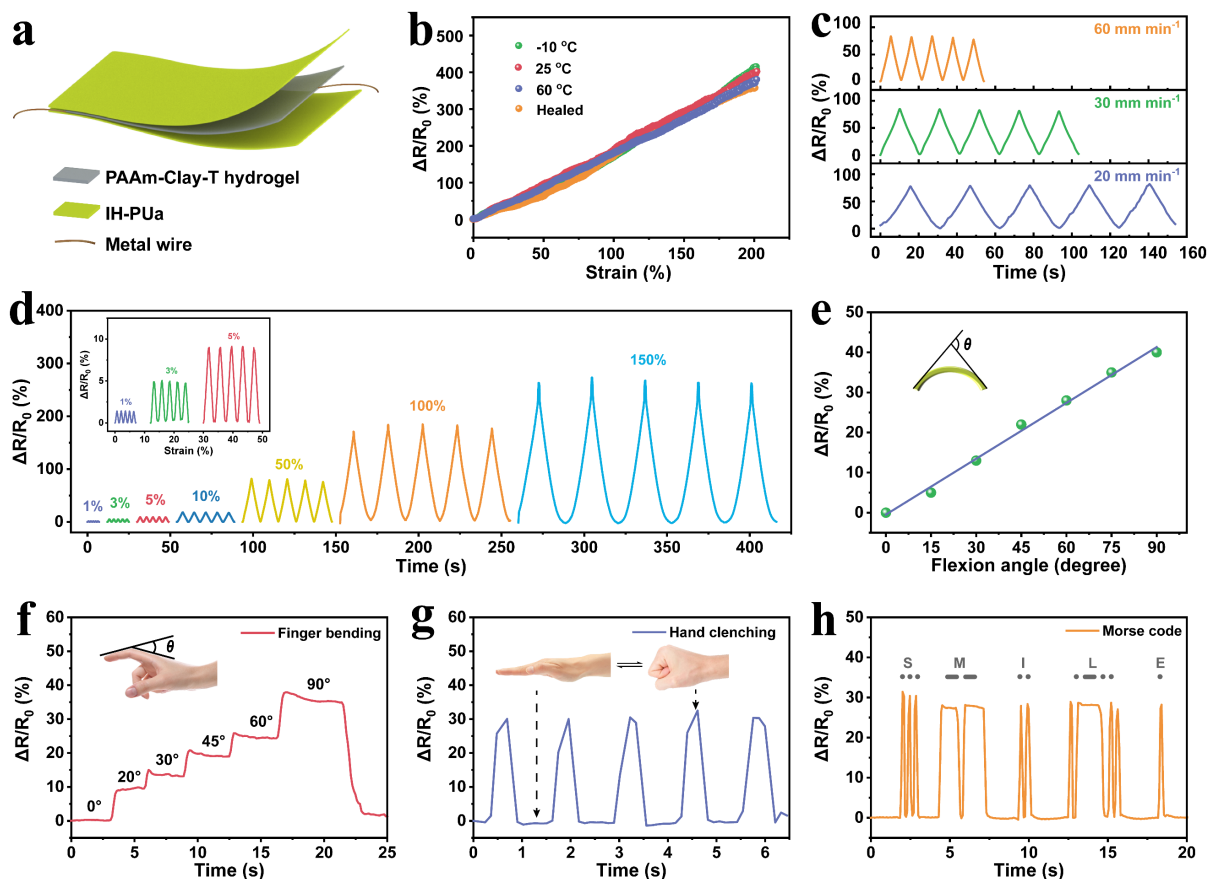 a
PAAm-Clay-T hydrogel
IH-PUa
Metal wire
b
ΔR/R0 (%)
500
400
300
200
100
0
-10 °C
25 °C
60 °C
Healed
0 50 100 150 200
Strain (%)
c
ΔR/R0 (%)
100
50
0
60 mm min-1
100
50
0
30 mm min-1
100
50
0
20 mm min-1
0 20 40 60 80 100 120 140 160
Time (s)
d
ΔR/R0 (%)
400
300
200
100
0
ΔR/R0 (%)
10
5
0
1%
3%
5%
0 10 20 30 40 50
Strain (%)
1%
3%
5%
10%
50%
100%
150%
0 50 100 150 200 250 300 350 400
Time (s)
e
ΔR/R0 (%)
50
40
30
20
10
0
θ
0 15 30 45 60 75 90
Flexion angle (degree)
f
ΔR/R0 (%)
60
50
40
30
20
10
0
Finger bending
θ
0°
20°
30°
45°
60°
90°
0 5 10 15 20 25
Time (s)
g
ΔR/R0 (%)
60
50
40
30
20
10
0
Hand clenching
0 1 2 3 4 5 6
Time (s)
h
ΔR/R0 (%)
60
50
40
30
20
10
0
Morse code
S M I L E
0 5 10 15 20
Time (s)